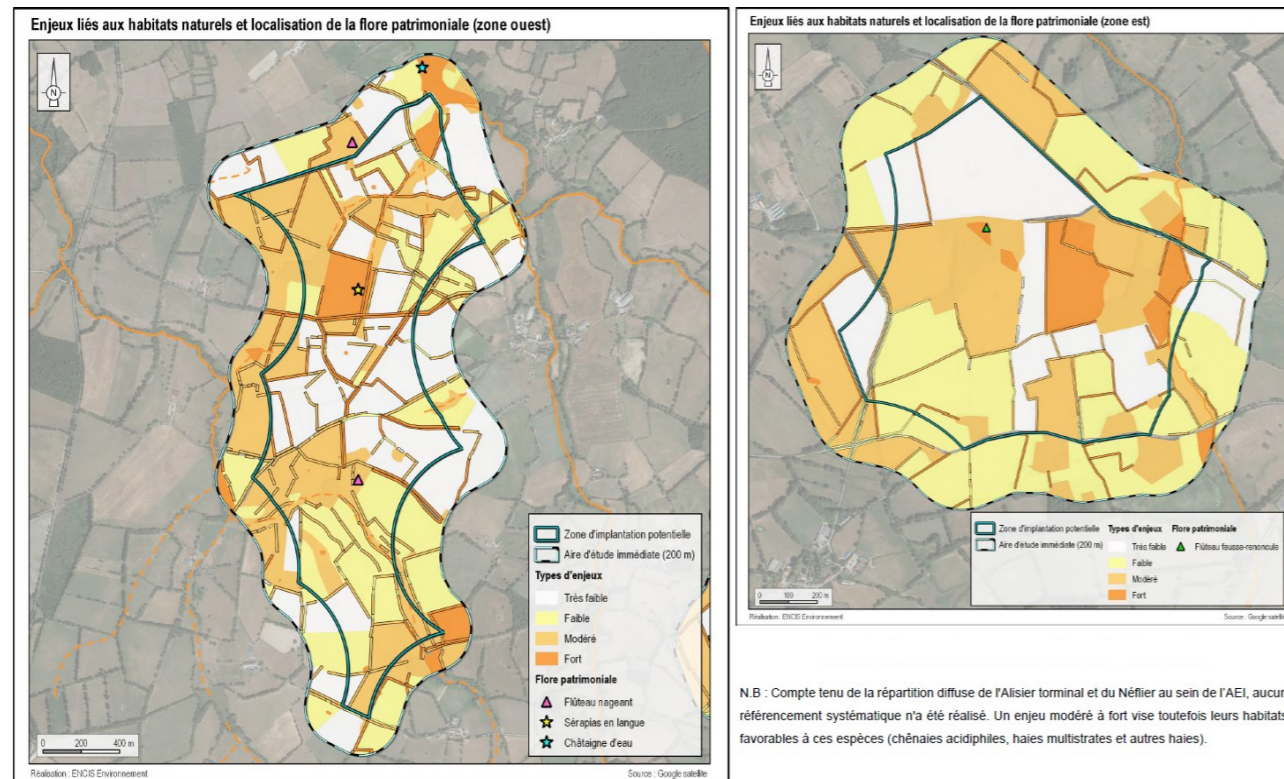 Enjeux liés aux habitats naturels et localisation de la flore patrimoniale (zone ouest)
N
Zone d'implantation potentielle
Aire d'étude immédiate (200 m)
Types d'enjeux
Très faible
Faible
Modéré
Fort
Flore patrimoniale
Flûteau nageant
Sérapias en langue
Châtaigne d'eau
0 200 400 m
Réalisation : ENCIS Environnement
Source : Google satellite
Enjeux liés aux habitats naturels et localisation de la flore patrimoniale (zone est)
N
Zone d'implantation potentielle
Aire d'étude immédiate (200 m)
Types d'enjeux
Très faible
Faible
Modéré
Fort
Flore patrimoniale
Flûteau fausse-renoncule
0 100 200 m
Réalisation : ENCIS Environnement
Source : Google satellit
N.B : Compte tenu de la répartition diffuse de l'Alisier torminal et du Néflier au sein de l'AEI, aucun
référencement systématique n'a été réalisé. Un enjeu modéré à fort vise toutefois leurs habitats
favorables à ces espèces (chênaies acidiphiles, haies multistrates et autres haies).